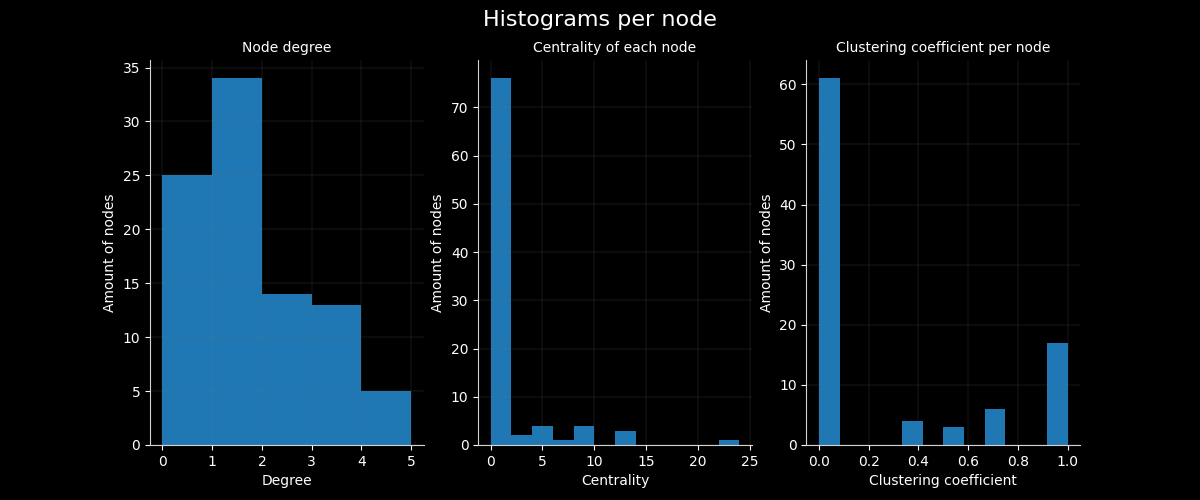 Histograms per node
Node degree
Amount of nodes
35
30
25
20
15
10
5
0
0 1 2 3 4 5
Degree
Centrality of each node
Amount of nodes
70
60
50
40
30
20
10
0
0 5 10 15 20 25
Centrality
Clustering coefficient per node
Amount of nodes
60
50
40
30
20
10
0
0.0 0.2 0.4 0.6 0.8 1.0
Clustering coefficient